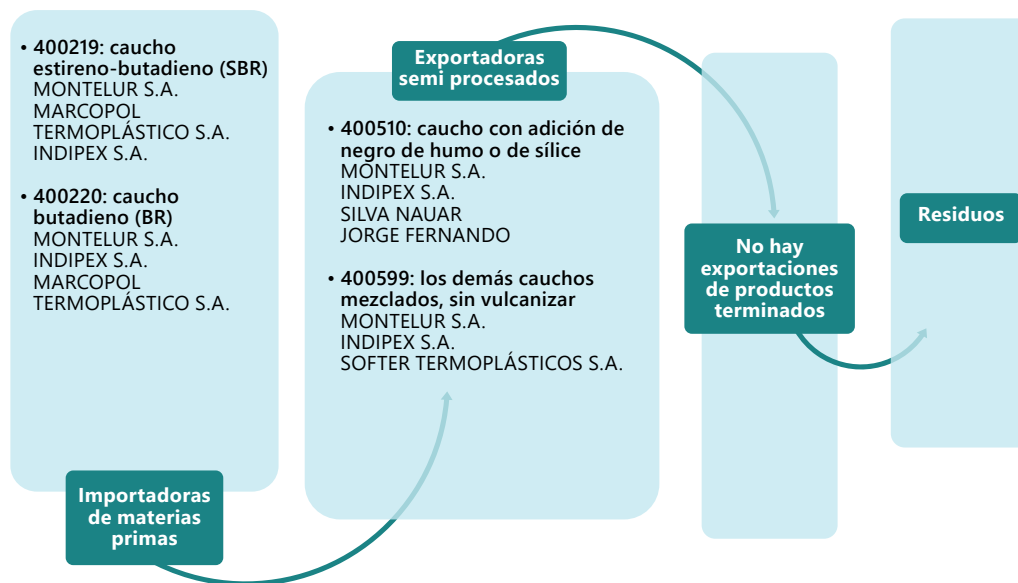 • 400219: caucho
estireno-butadieno (SBR)
MONTELUR S.A.
MARCOPOL
TERMOPLÁSTICO S.A.
INDIPEX S.A.
• 400220: caucho
butadieno (BR)
MONTELUR S.A.
INDIPEX S.A.
MARCOPOL
TERMOPLÁSTICO S.A.
Importadoras
de materias
primas
Exportadoras
semi procesados
• 400510: caucho con adición de
negro de humo o de sílice
MONTELUR S.A.
INDIPEX S.A.
SILVA NAUAR
JORGE FERNANDO
• 400599: los demás cauchos
mezclados, sin vulcanizar
MONTELUR S.A.
INDIPEX S.A.
SOFTER TERMOPLÁSTICOS S.A.
No hay
exportaciones
de productos
terminados
Residuos